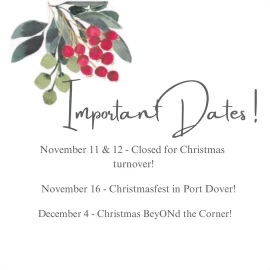 Important Dates!
November 11 & 12 - Closed for Christmas
turnover!
November 16 - Christmasfest in Port Dover!
December 4 - Christmas BeyONd the Corner!